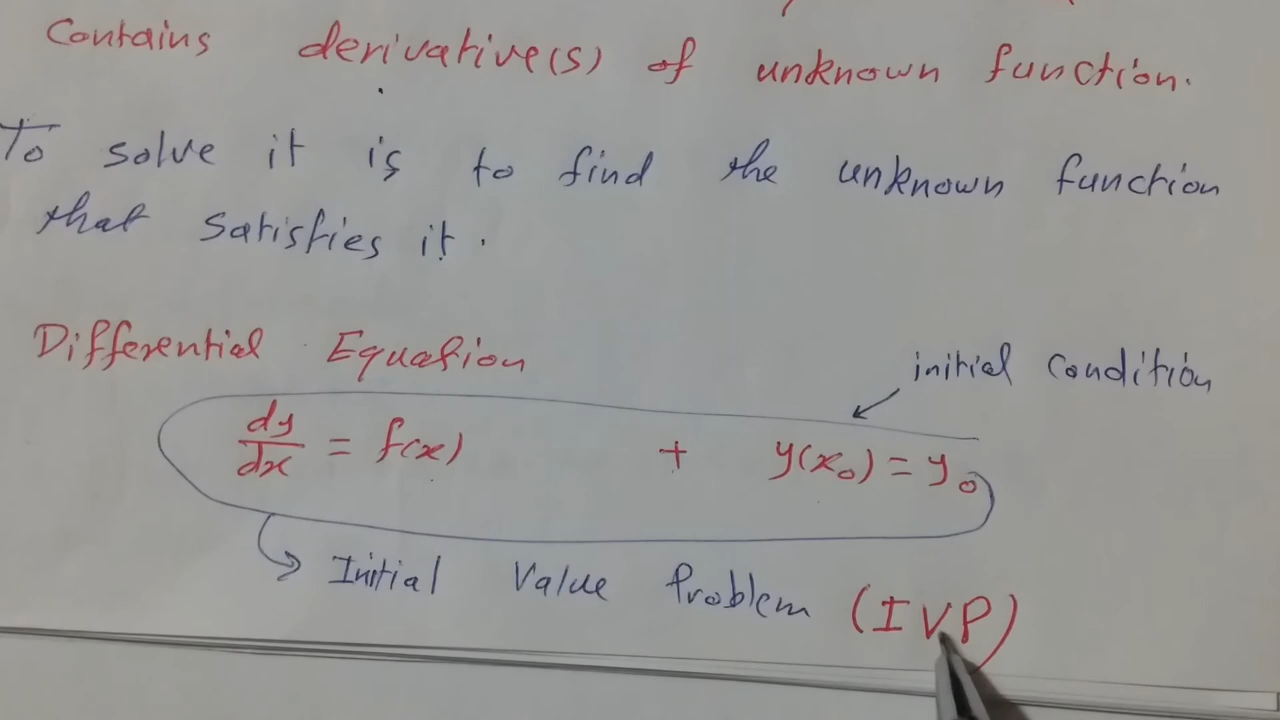 Contains derivative(s) of unknown function.
To solve it is to find the unknown function
that satisfies it.
Differential Equation
initial condition
dy/dx = f(x) + y(x₀) = y₀
Initial Value Problem (IVP)